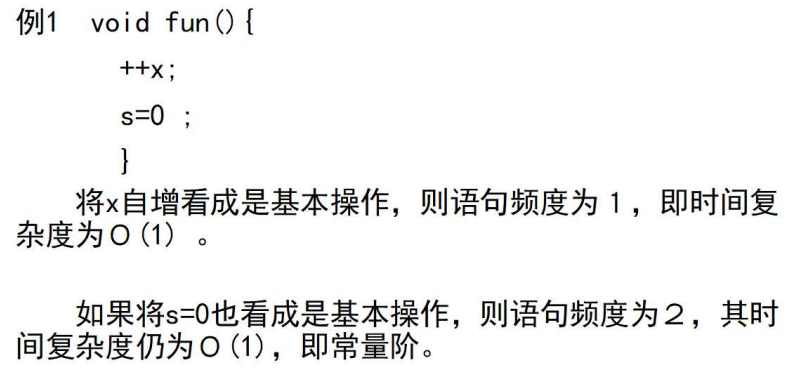 例1 void fun(){
++x;
s=0 ;
}
将x自增看成是基本操作，则语句频度为１，即时间复
杂度为Ｏ(1) 。
如果将s=0也看成是基本操作，则语句频度为２，其时
间复杂度仍为Ｏ(1)，即常量阶。